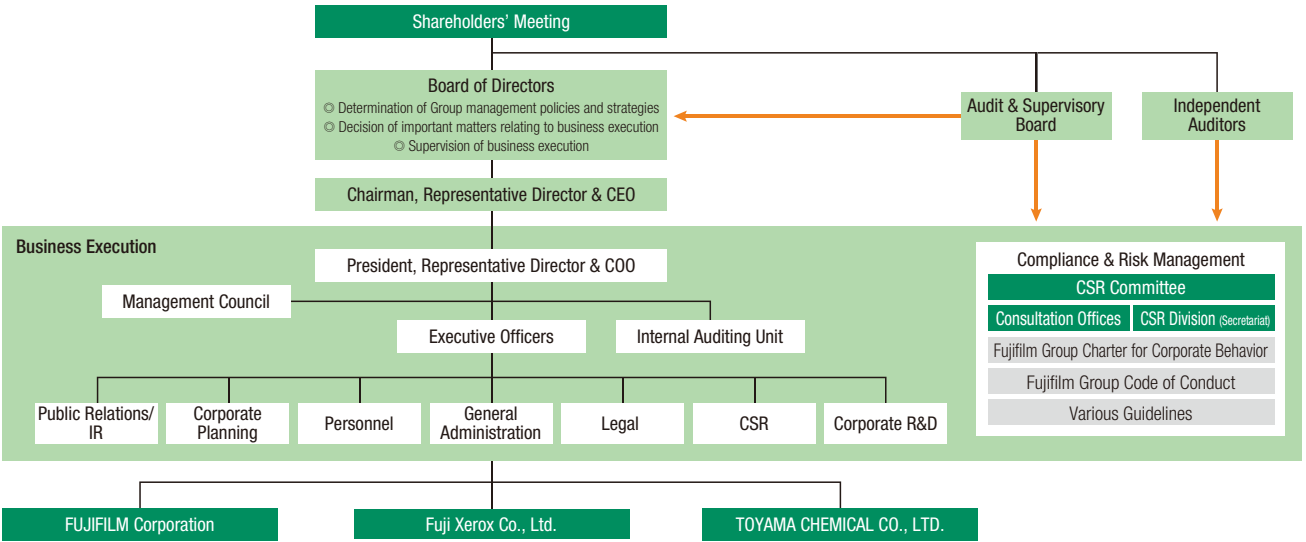 Shareholders' Meeting
Board of Directors
◎ Determination of Group management policies and strategies
◎ Decision of important matters relating to business execution
◎ Supervision of business execution
Audit & Supervisory
Board
Independent
Auditors
Chairman, Representative Director & CEO
Business Execution
President, Representative Director & COO
Management Council
Executive Officers
Internal Auditing Unit
Public Relations/
IR
Corporate
Planning
Personnel
General
Administration
Legal
CSR
Corporate R&D
Compliance & Risk Management
CSR Committee
Consultation Offices
CSR Division (Secretariat)
Fujifilm Group Charter for Corporate Behavior
Fujifilm Group Code of Conduct
Various Guidelines
FUJIFILM Corporation
Fuji Xerox Co., Ltd.
TOYAMA CHEMICAL CO., LTD.